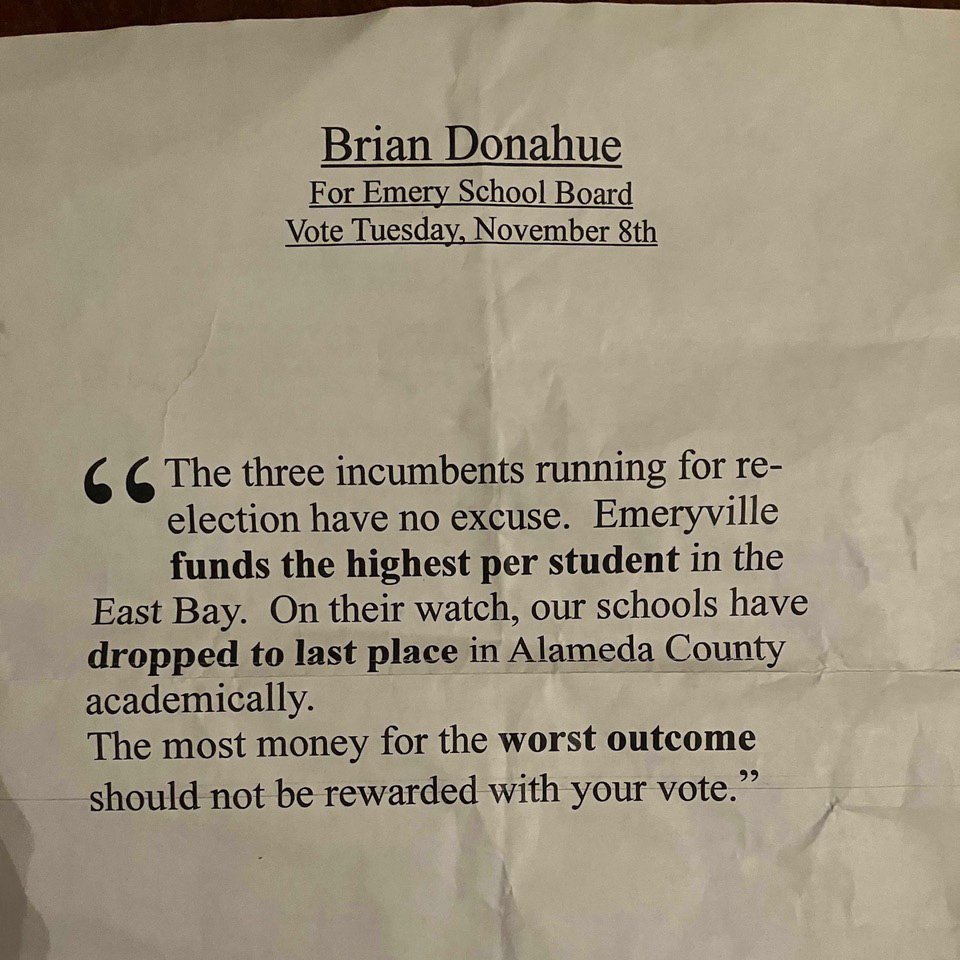 Brian Donahue
For Emery School Board
Vote Tuesday, November 8th
“The three incumbents running for re-
election have no excuse. Emeryville
funds the highest per student in the
East Bay. On their watch, our schools have
dropped to last place in Alameda County
academically.
The most money for the worst outcome
should not be rewarded with your vote.”